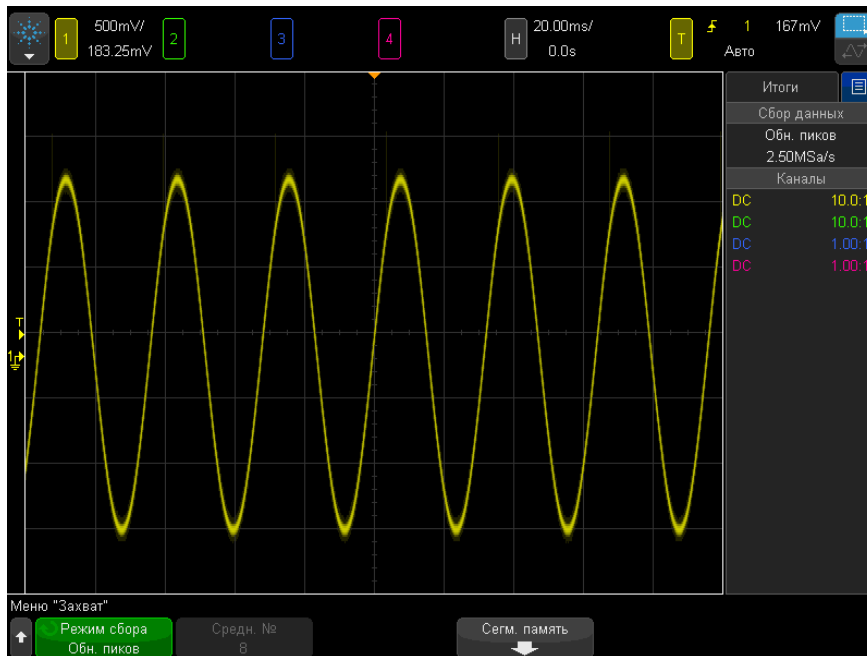 1 500mV/ 2 3 4 H 20.00ms/ T 1 167mV
183.25mV 0.0s Авто
Итоги
Сбор данных
Обн. пиков
2.50MSa/s
Каналы
DC 10.0:1
DC 10.0:1
DC 1.00:1
DC 1.00:1
T
1
Меню "Захват"
Режим сбора Средн. № Сегм. память
Обн. пиков 8